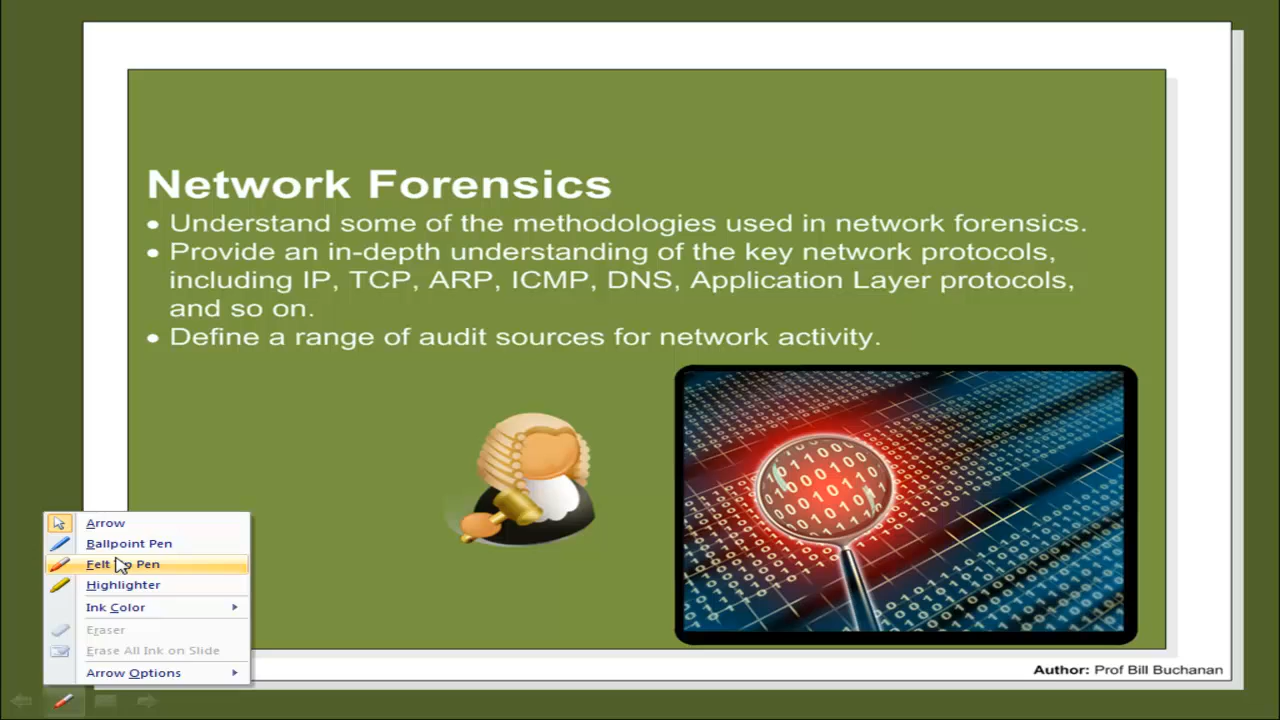 Network Forensics
• Understand some of the methodologies used in network forensics.
• Provide an in-depth understanding of the key network protocols,
including IP, TCP, ARP, ICMP, DNS, Application Layer protocols,
and so on.
• Define a range of audit sources for network activity.
Arrow
Ballpoint Pen
Felt Pen
Highlighter
Ink Color
Eraser
Erase All Ink on Slide
Arrow Options
Author: Prof Bill Buchanan